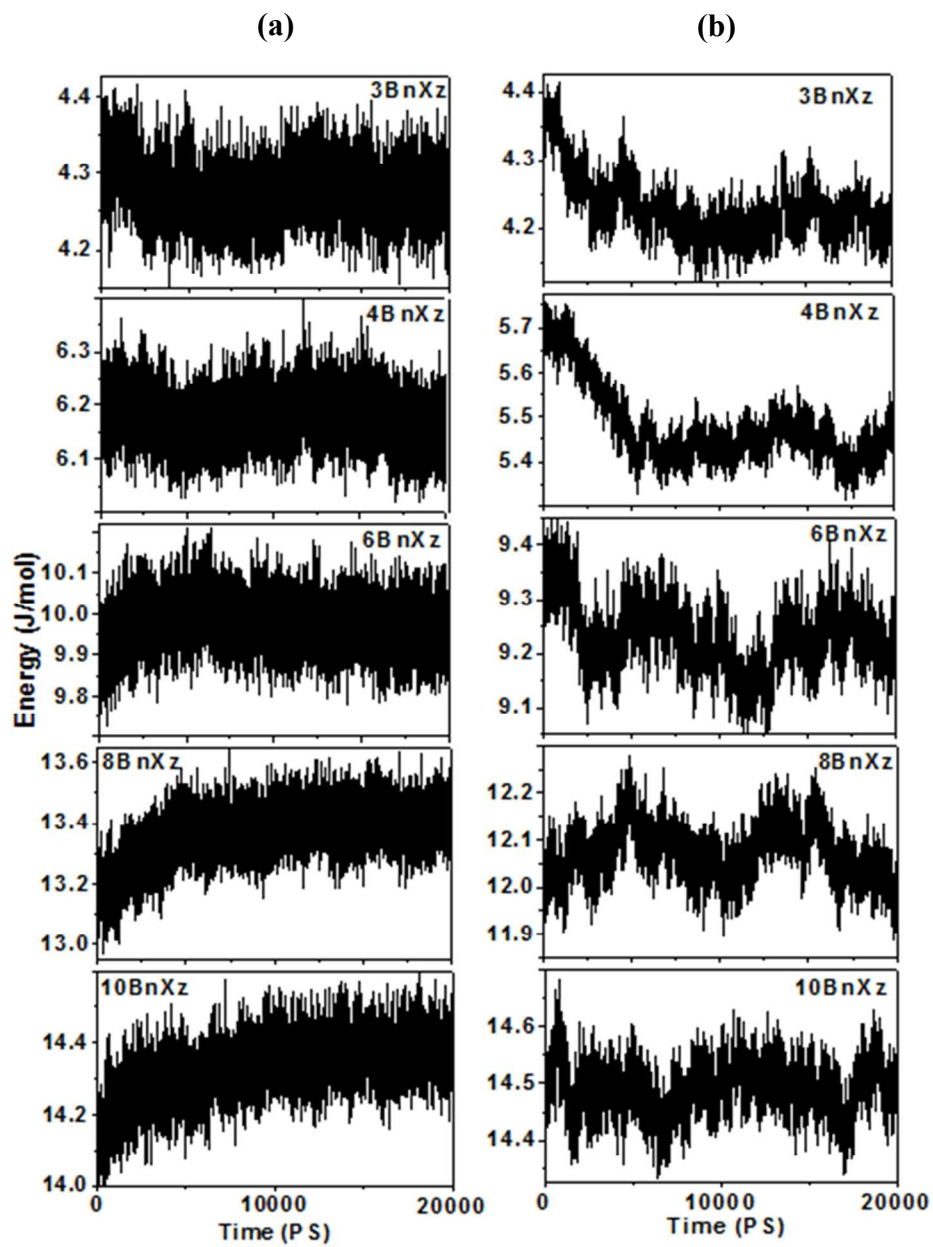 (a)
(b)
3BnXz
4.4
4.3
4.2
3BnXz
4.4
4.3
4.2
4BnXz
6.3
6.2
6.1
4BnXz
5.7
5.6
5.5
5.4
6BnXz
10.1
10.0
9.9
9.8
6BnXz
9.4
9.3
9.2
9.1
Energy (J/mol)
8BnXz
13.6
13.4
13.2
13.0
8BnXz
12.2
12.1
12.0
11.9
10BnXz
14.4
14.2
14.0
10BnXz
14.6
14.5
14.4
0 10000 20000
Time (PS)
0 10000 20000
Time (PS)